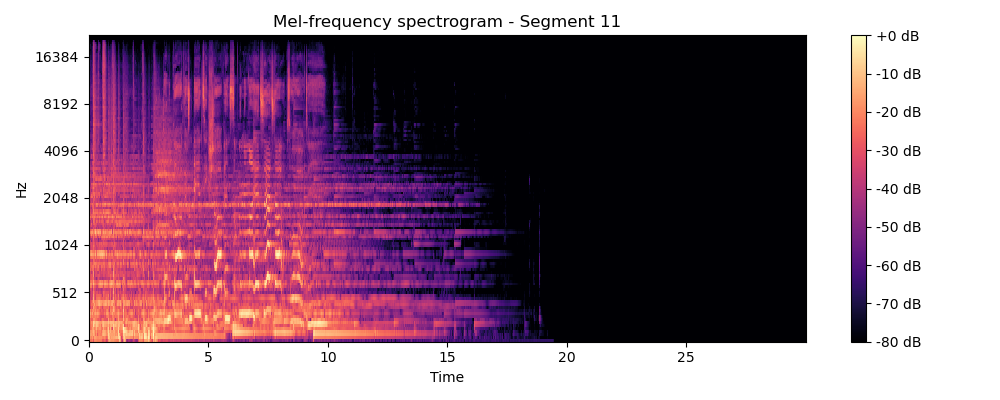 Mel-frequency spectrogram - Segment 11
Hz
16384
8192
4096
2048
1024
512
0
0 5 10 15 20 25
Time
+0 dB
-10 dB
-20 dB
-30 dB
-40 dB
-50 dB
-60 dB
-70 dB
-80 dB